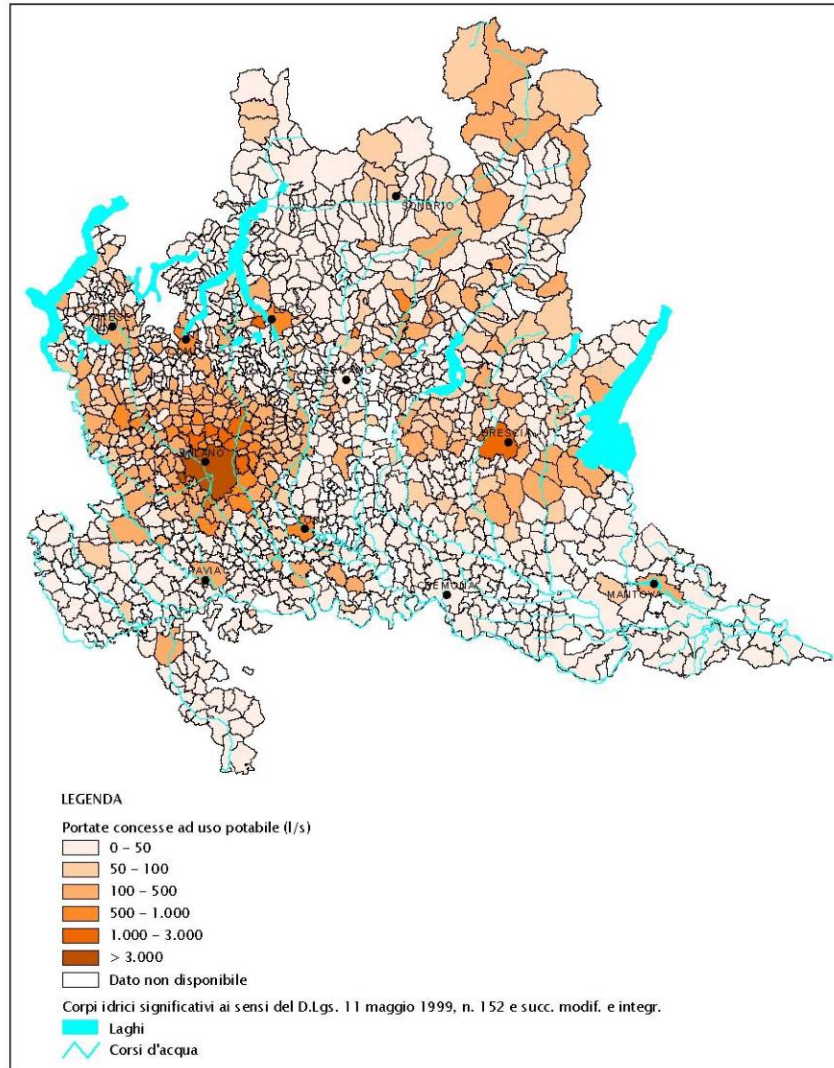 SONDRIO
BERGAMO
BRESCIA
MILANO
PAVIA
CREMONA
MANTOVA
LEGENDA
Portate concesse ad uso potabile (l/s)
0 – 50
50 – 100
100 – 500
500 – 1.000
1.000 – 3.000
> 3.000
Dato non disponibile
Corpi idrici significativi ai sensi del D.Lgs. 11 maggio 1999, n. 152 e succ. modif. e integr.
Laghi
Corsi d'acqua